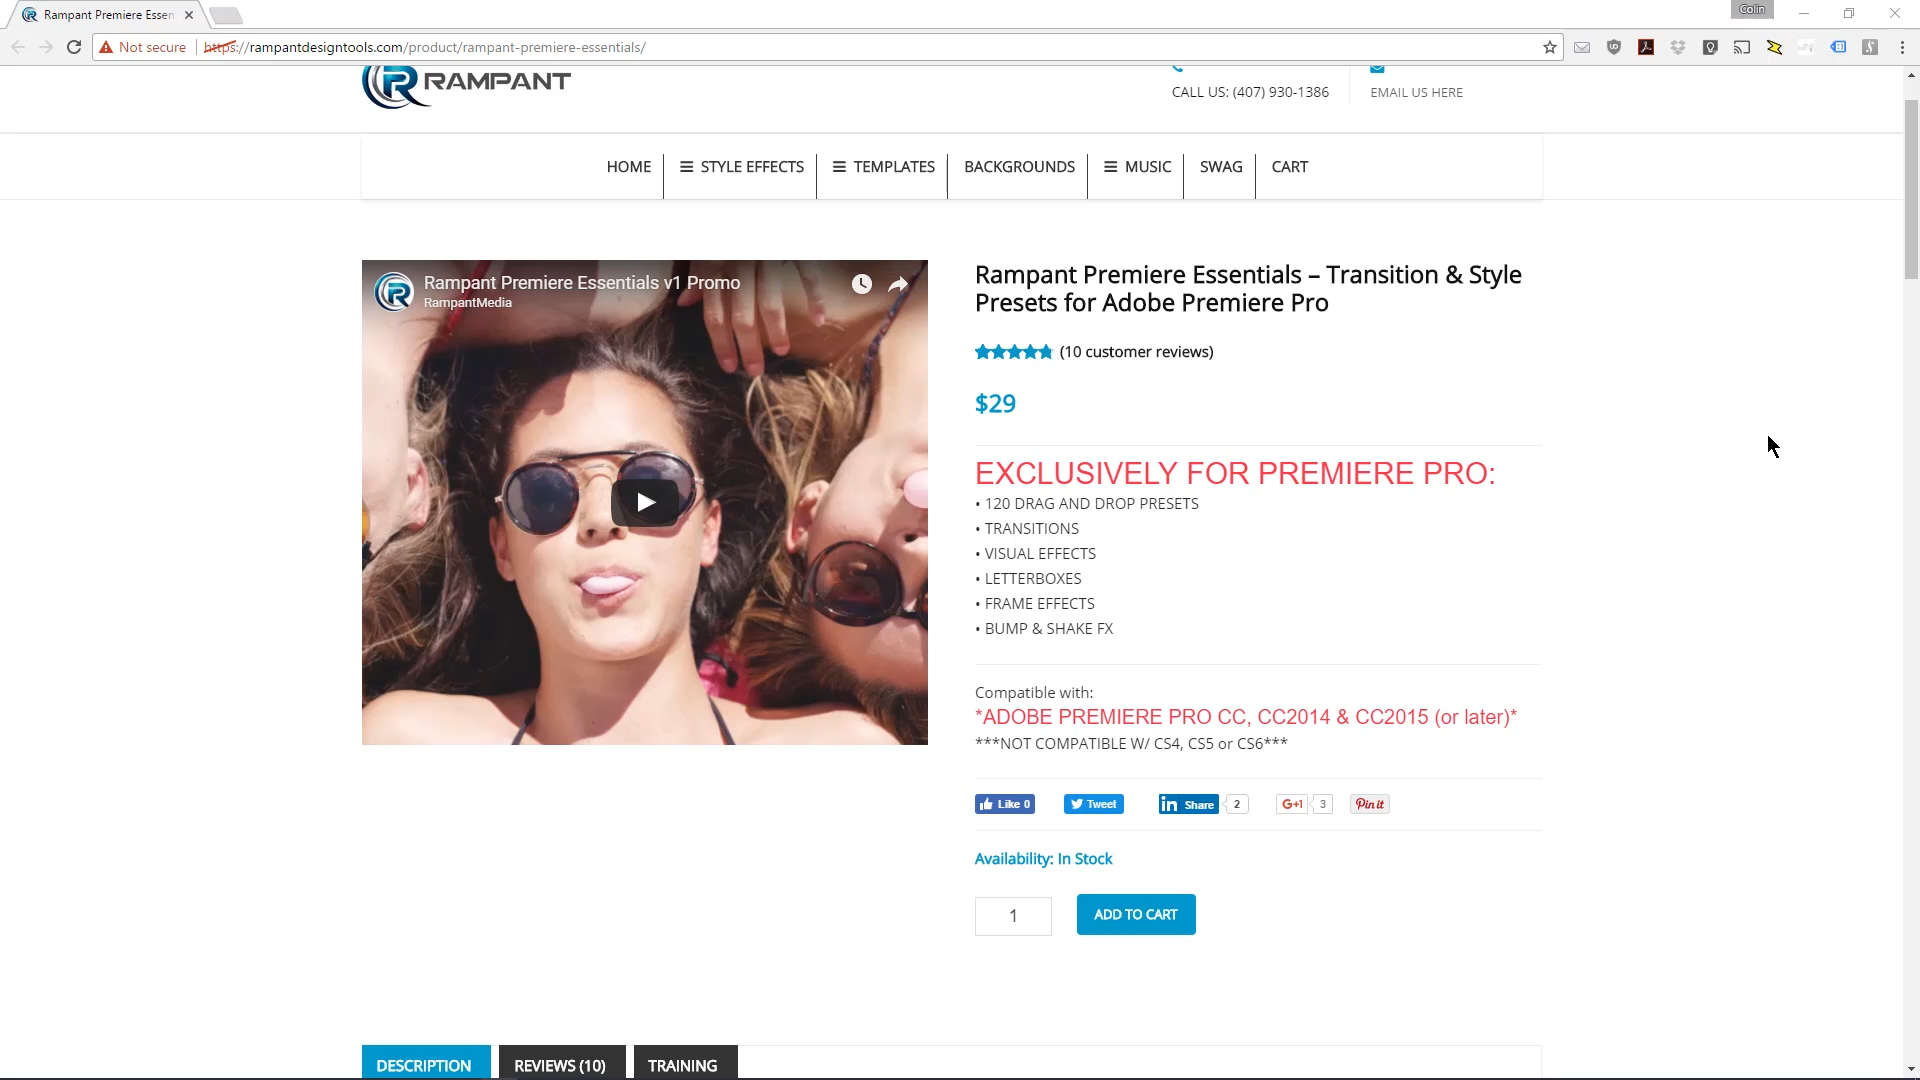 Rampant Premiere Essen
Colin
Not secure
https://rampantdesigntools.com/product/rampant-premiere-essentials/
RAMPANT
CALL US: (407) 930-1386
EMAIL US HERE
HOME
STYLE EFFECTS
TEMPLATES
BACKGROUNDS
MUSIC
SWAG
CART
Rampant Premiere Essentials v1 Promo
RampantMedia
Rampant Premiere Essentials – Transition & Style
Presets for Adobe Premiere Pro
(10 customer reviews)
$29
EXCLUSIVELY FOR PREMIERE PRO:
• 120 DRAG AND DROP PRESETS
• TRANSITIONS
• VISUAL EFFECTS
• LETTERBOXES
• FRAME EFFECTS
• BUMP & SHAKE FX
Compatible with:
*ADOBE PREMIERE PRO CC, CC2014 & CC2015 (or later)*
***NOT COMPATIBLE W/ CS4, CS5 or CS6***
Like 0
Tweet
in Share 2
G+1 3
Pin it
Availability: In Stock
1
ADD TO CART
DESCRIPTION
REVIEWS (10)
TRAINING